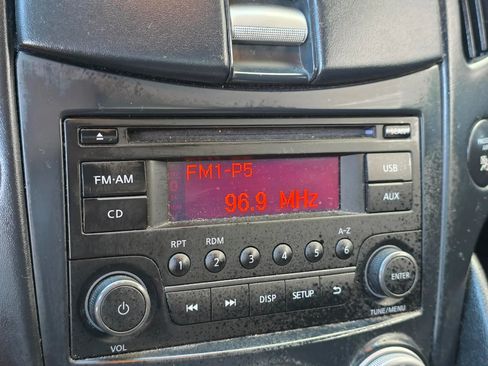 SCAN
FM·AM
FM1-P5
USB
CD
96.9 MHz
AUX
RPT RDM A-Z
1 2 3 4 5 6
ENTER
DISP SETUP
VOL
TUNE/MENU